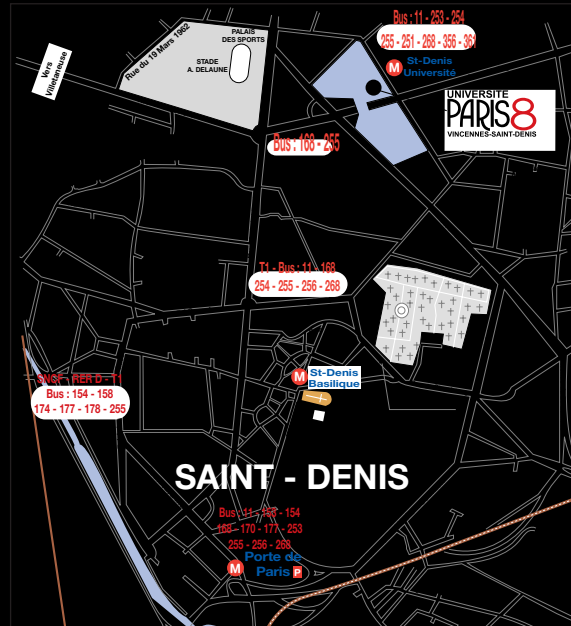 Bus : 11 - 253 - 254
255 - 251 - 268 - 356 - 361
M St-Denis
Université
PALAIS
DES SPORTS
STADE
A. DELAUNE
Rue du 19 Mars 1962
Vers
Villetaneuse
UNIVERSITE
PARIS 8
VINCENNES-SAINT-DENIS
Bus : 168 - 255
T1 - Bus : 11 - 168
254 - 255 - 256 - 268
M St-Denis
Basilique
SNCF - RER D - T1
Bus : 154 - 158
174 - 177 - 178 - 255
SAINT - DENIS
Bus : 11 - - 154
168 - 170 - 177 - 253
255 - 256 - 268
M Porte de
Paris P